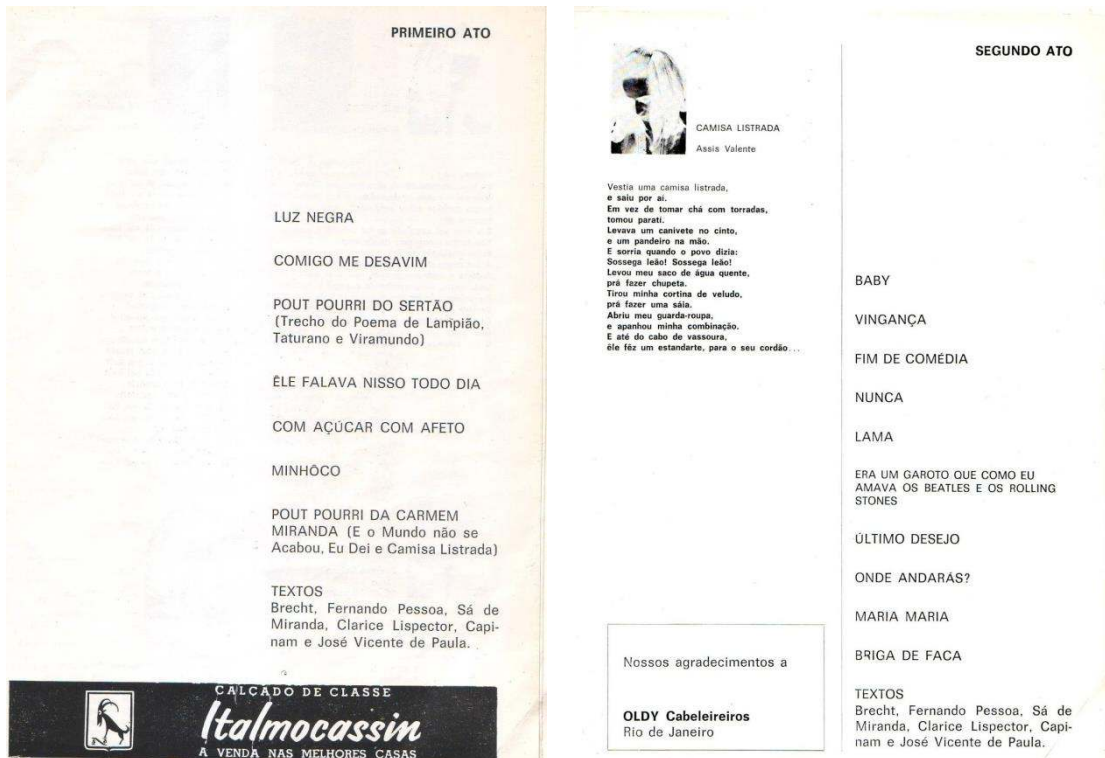 PRIMEIRO ATO
LUZ NEGRA
COMIGO ME DESAVIM
POUT POURRI DO SERTÃO
(Trecho do Poema de Lampião,
Taturano e Viramundo)
ÊLE FALAVA NISSO TODO DIA
COM AÇÚCAR COM AFETO
MINHÔCO
POUT POURRI DA CARMEM
MIRANDA (E o Mundo não se
Acabou, Eu Dei e Camisa Listrada)
TEXTOS
Brecht, Fernando Pessoa, Sá de
Miranda, Clarice Lispector, Capi-
nam e José Vicente de Paula.
CALÇADO DE CLASSE
Italmocassin
A VENDA NAS MELHORES CASAS
CAMISA LISTRADA
Assis Valente
Vestia uma camisa listrada,
e saiu por aí.
Em vez de tomar chá com torradas,
tomou parati.
Levava um canivete no cinto,
e um pandeiro na mão.
E sorria quando o povo dizia:
Sossega leão! Sossega leão!
Levou meu saco de água quente,
prá fazer chupeta.
Tirou minha cortina de veludo,
prá fazer uma sáia.
Abriu meu guarda-roupa,
e apanhou minha combinação.
E até do cabo de vassoura,
êle fêz um estandarte, para o seu cordão...
Nossos agradecimentos a
OLDY Cabeleireiros
Rio de Janeiro
SEGUNDO ATO
BABY
VINGANÇA
FIM DE COMÉDIA
NUNCA
LAMA
ERA UM GAROTO QUE COMO EU
AMAVA OS BEATLES E OS ROLLING
STONES
ÚLTIMO DESEJO
ONDE ANDARÁS?
MARIA MARIA
BRIGA DE FACA
TEXTOS
Brecht, Fernando Pessoa, Sá de
Miranda, Clarice Lispector, Capi-
nam e José Vicente de Paula.